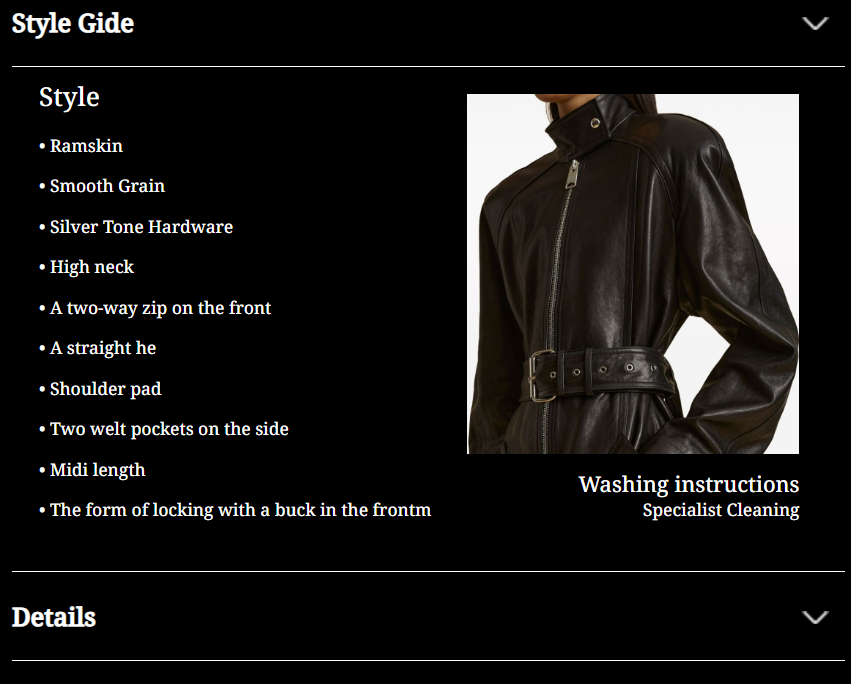 Style Gide
Style
• Ramskin
• Smooth Grain
• Silver Tone Hardware
• High neck
• A two-way zip on the front
• A straight he
• Shoulder pad
• Two welt pockets on the side
• Midi length
• The form of locking with a buck in the frontm
Washing instructions
Specialist Cleaning
Details